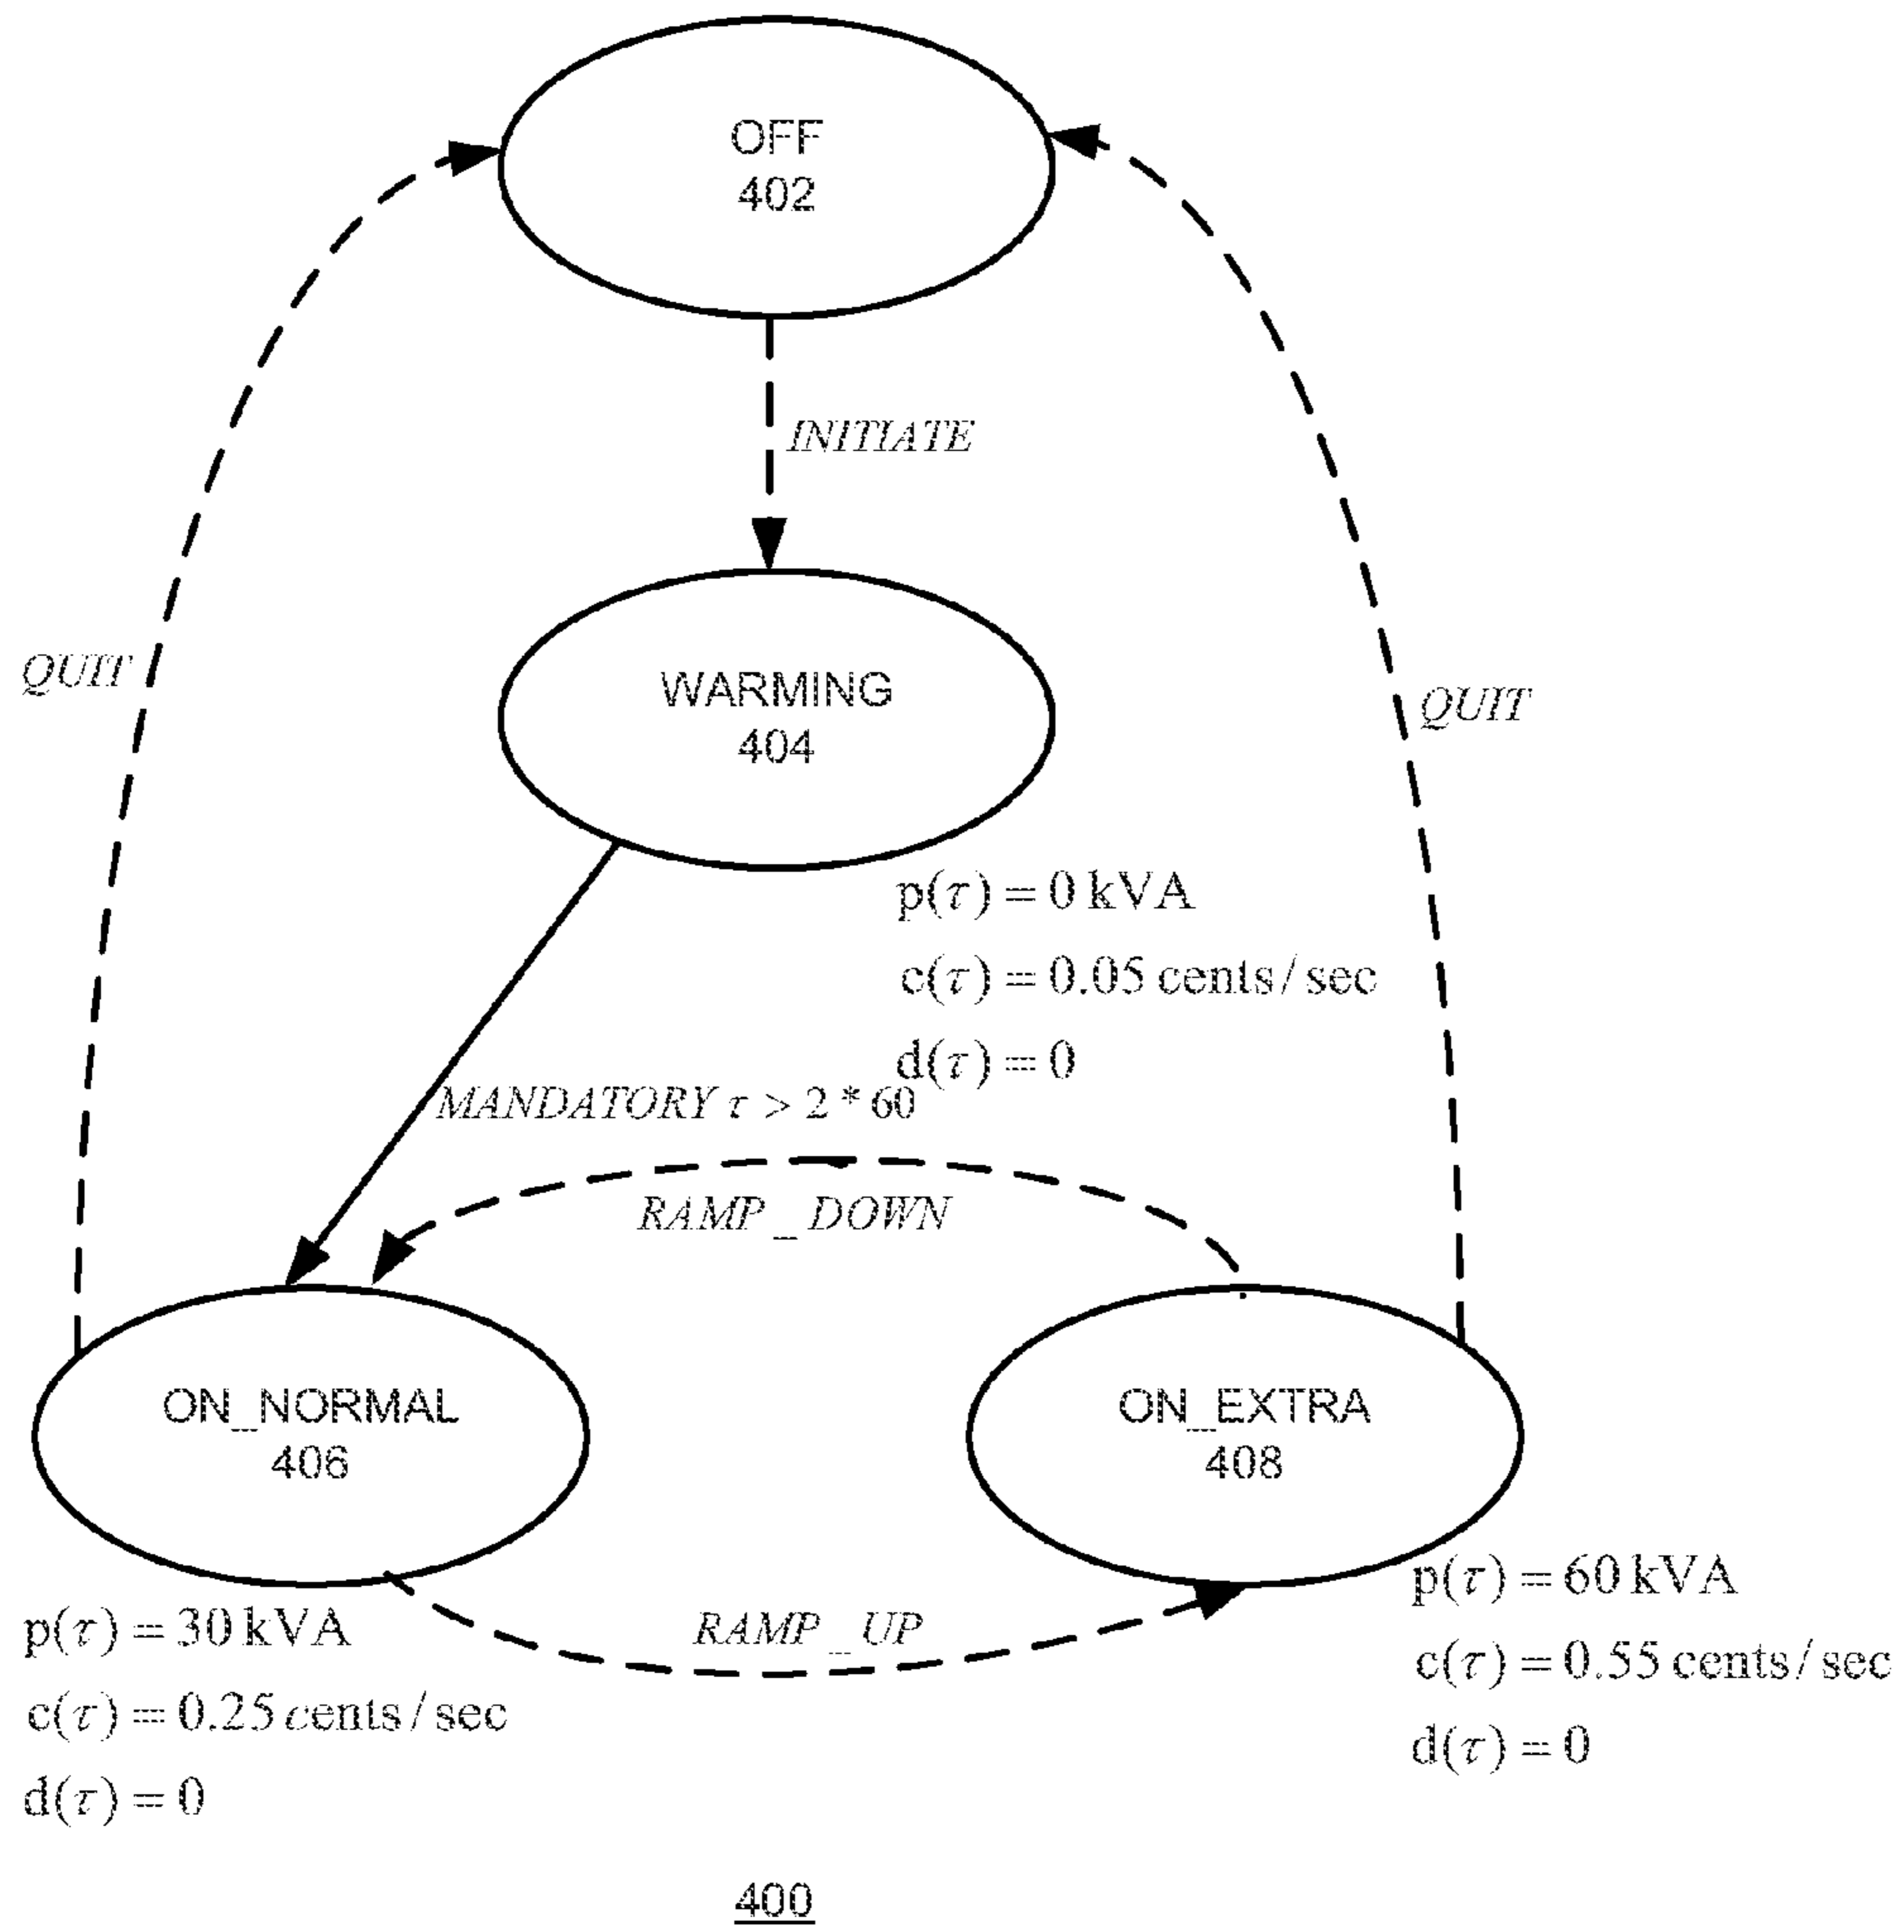 OFF
402
INITIATE
QUIT
WARMING
404
QUIT
p(τ) = 0 kVA
c(τ) = 0.05 cents / sec
d(τ) = 0
MANDATORY τ > 2 * 60
RAMP _ DOWN
ON_NORMAL
406
ON_EXTRA
408
p(τ) = 30 kVA
c(τ) = 0.25 cents / sec
d(τ) = 0
RAMP _ UP
p(τ) = 60 kVA
c(τ) = 0.55 cents / sec
d(τ) = 0
400